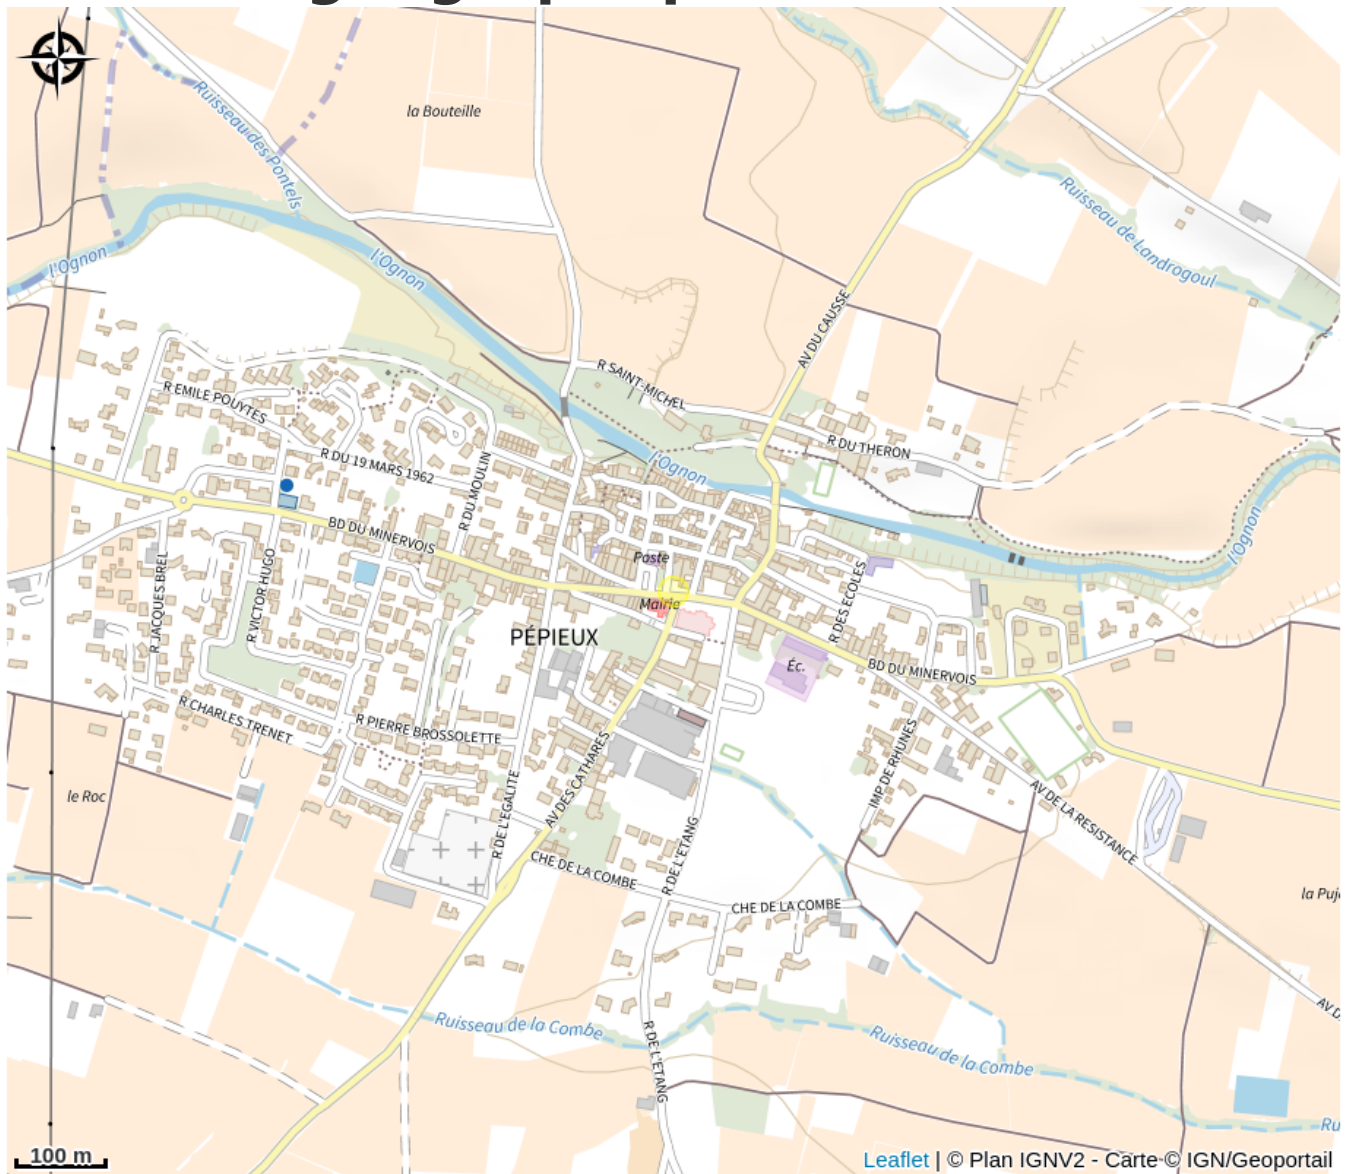 Ruisseau des Pontels
la Bouteille
Ruisseau de Landrogoul
l'Ognon
l'Ognon
AV DU CAUSSE
R SAINT-MICHEL
R EMILE POUYTES
R DU THERON
R DU 19 MARS 1962
l'Ognon
R DU MOULIN
BD DU MINERVOIS
l'Ognon
Poste
R JACQUES BREL
R VICTOR HUGO
R DES ECOLES
Mairie
PÉPIEUX
Éc.
BD DU MINERVOIS
R CHARLES TRENET
R PIERRE BROSSOLETTE
AV DES CATHARES
IMP DE RHUNES
le Roc
R DE L'EGALITE
AV DE LA RESISTANCE
R DE L'ETANG
CHE DE LA COMBE
CHE DE LA COMBE
la Puj
AV D
Ruisseau de la Combe
Ruisseau de la Combe
R DE L'ETANG
Ru
100 m
Leaflet | © Plan IGNV2 - Carte © IGN/Geoportail